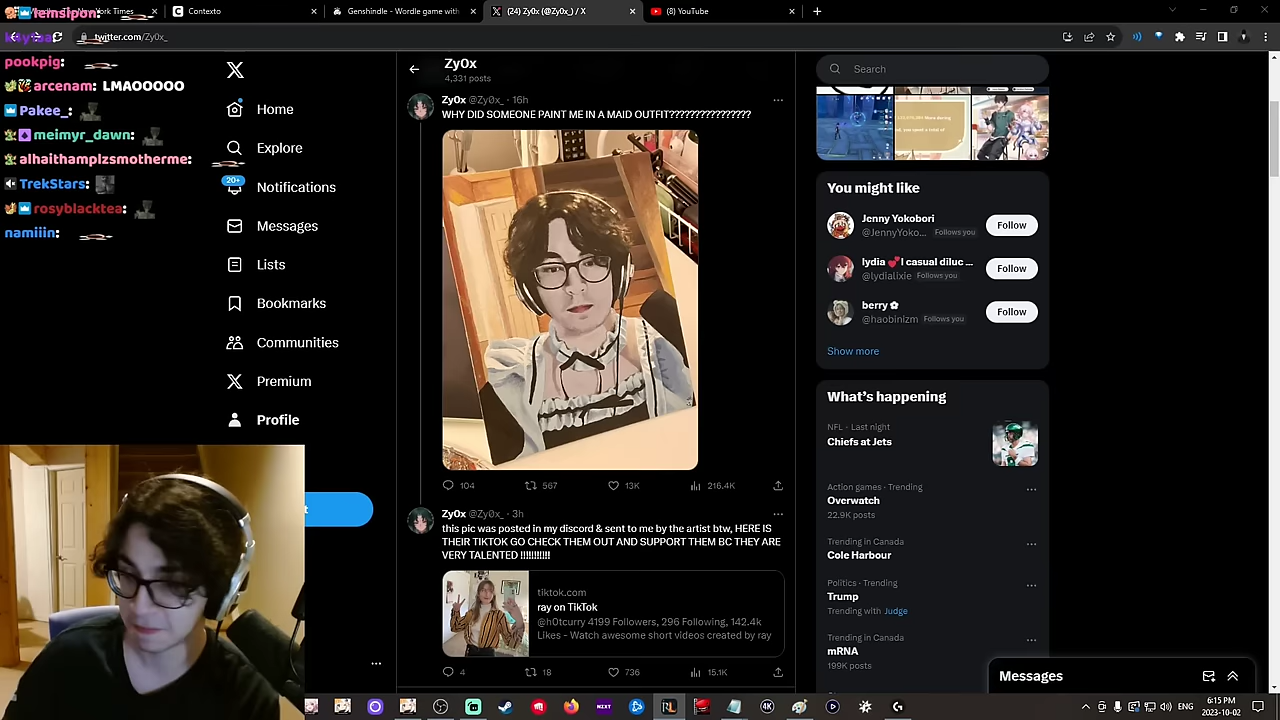 Contexto
Genshindle - Wordle game with
(24) Zy0x (@Zy0x_) / X
(8) YouTube
twitter.com/Zy0x_
pookpig:
arcenam: LMAOOOOO
Pakee_:
meimyr_dawn:
alhaithamplzsmotherme:
TrekStars:
rosyblacktea:
namiiin:
Home
Explore
20+
Notifications
Messages
Lists
Bookmarks
Communities
Premium
Profile
Zy0x
4,331 posts
Zy0x @Zy0x_ · 16h
WHY DID SOMEONE PAINT ME IN A MAID OUTFIT????????????????
104
567
13K
216.4K
Zy0x @Zy0x_ · 3h
this pic was posted in my discord & sent to me by the artist btw, HERE IS
THEIR TIKTOK GO CHECK THEM OUT AND SUPPORT THEM BC THEY ARE
VERY TALENTED !!!!!!!!!!!
tiktok.com
ray on TikTok
@h0tcurry 4199 Followers, 296 Following, 142.4k
Likes - Watch awesome short videos created by ray
4
18
736
15.1K
Search
You might like
Jenny Yokobori
@JennyYoko... Follows you
Follow
lydia 💕| casual diluc ...
@lydialixie Follows you
Follow
berry ✿
@haobinizm Follows you
Follow
Show more
What's happening
NFL · Last night
Chiefs at Jets
Action games · Trending
Overwatch
22.9K posts
Trending in Canada
Cole Harbour
Politics · Trending
Trump
Trending with Judge
Trending in Canada
mRNA
199K posts
Messages
NZXT
4K
6:15 PM
2023-10-02